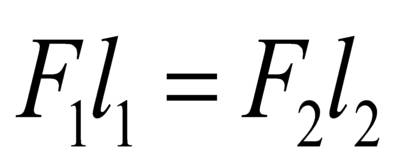 F₁l₁ = F₂l₂